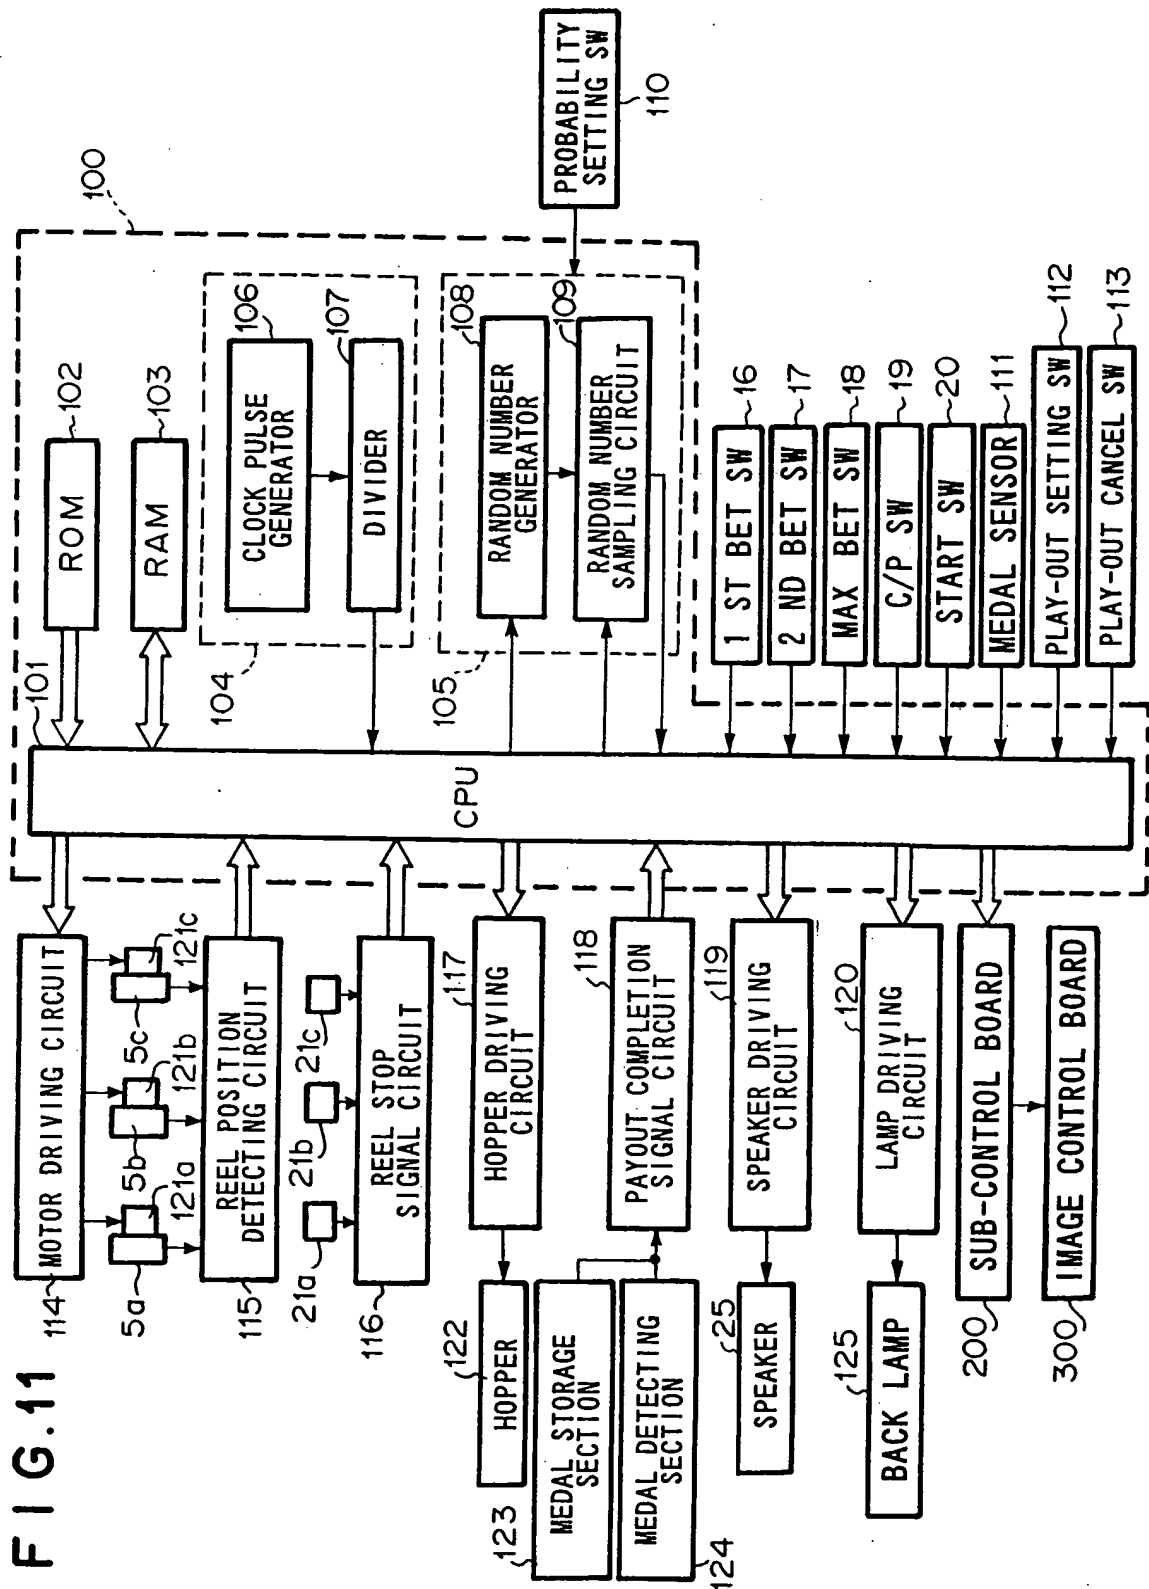 FIG.11
100
101
ROM
102
RAM
103
104
CLOCK PULSE
GENERATOR
106
DIVIDER
107
105
RANDOM NUMBER
GENERATOR
108
RANDOM NUMBER
SAMPLING CIRCUIT
109
PROBABILITY
SETTING SW
110
CPU
1 ST BET SW
16
2 ND BET SW
17
MAX BET SW
18
C/P SW
19
START SW
20
MEDAL SENSOR
111
PLAY-OUT SETTING SW
112
PLAY-OUT CANCEL SW
113
114
MOTOR DRIVING CIRCUIT
5a
121a
5b
121b
5c
121c
115
REEL POSITION
DETECTING CIRCUIT
21a
21b
21c
116
REEL STOP
SIGNAL CIRCUIT
117
HOPPER DRIVING
CIRCUIT
122
HOPPER
118
PAYOUT COMPLETION
SIGNAL CIRCUIT
123
MEDAL STORAGE
SECTION
124
MEDAL DETECTING
SECTION
119
SPEAKER DRIVING
CIRCUIT
25
SPEAKER
120
LAMP DRIVING
CIRCUIT
125
BACK LAMP
200
SUB-CONTROL BOARD
300
IMAGE CONTROL BOARD